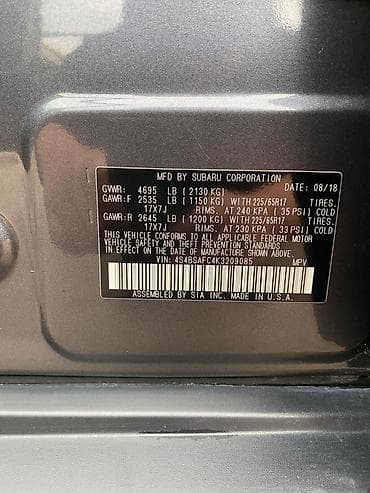 MFD BY SUBARU CORPORATION DATE: 08/18
GVWR: 4695 LB (2130 KG)
GAWR:F 2535 LB (1150 KG) WITH 225/65R17 TIRES.
17X7J RIMS. AT 240 KPA (35 PSI) COLD
GAWR:R 2645 LB (1200 KG) WITH 225/65R17 TIRES.
17X7J RIMS. AT 230 KPA (33 PSI) COLD
THIS VEHICLE CONFORMS TO ALL APPLICABLE FEDERAL MOTOR
VEHICLE SAFETY AND THEFT PREVENTION STANDARDS
IN EFFECT ON THE DATE OF MANUFACTURE SHOWN ABOVE.
VIN: 4S4BSAFC4K3209085 MPV
ASSEMBLED BY SIA INC. MADE IN U.S.A.